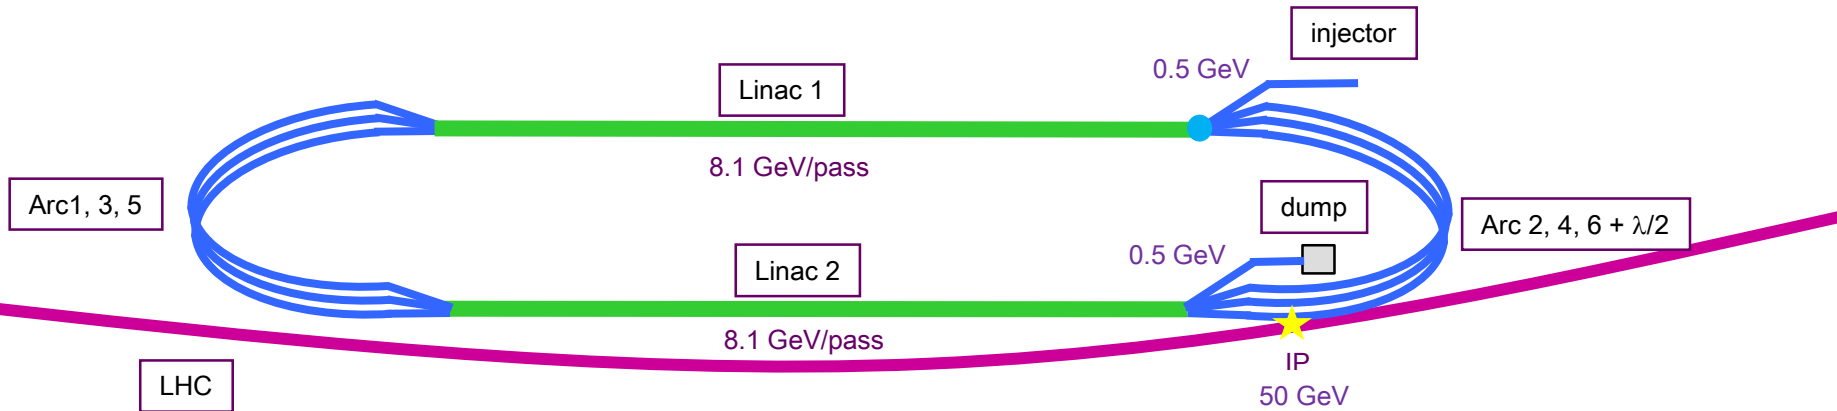 injector
0.5 GeV
Linac 1
8.1 GeV/pass
Arc1, 3, 5
dump
Arc 2, 4, 6 + λ/2
0.5 GeV
Linac 2
8.1 GeV/pass
IP
50 GeV
LHC